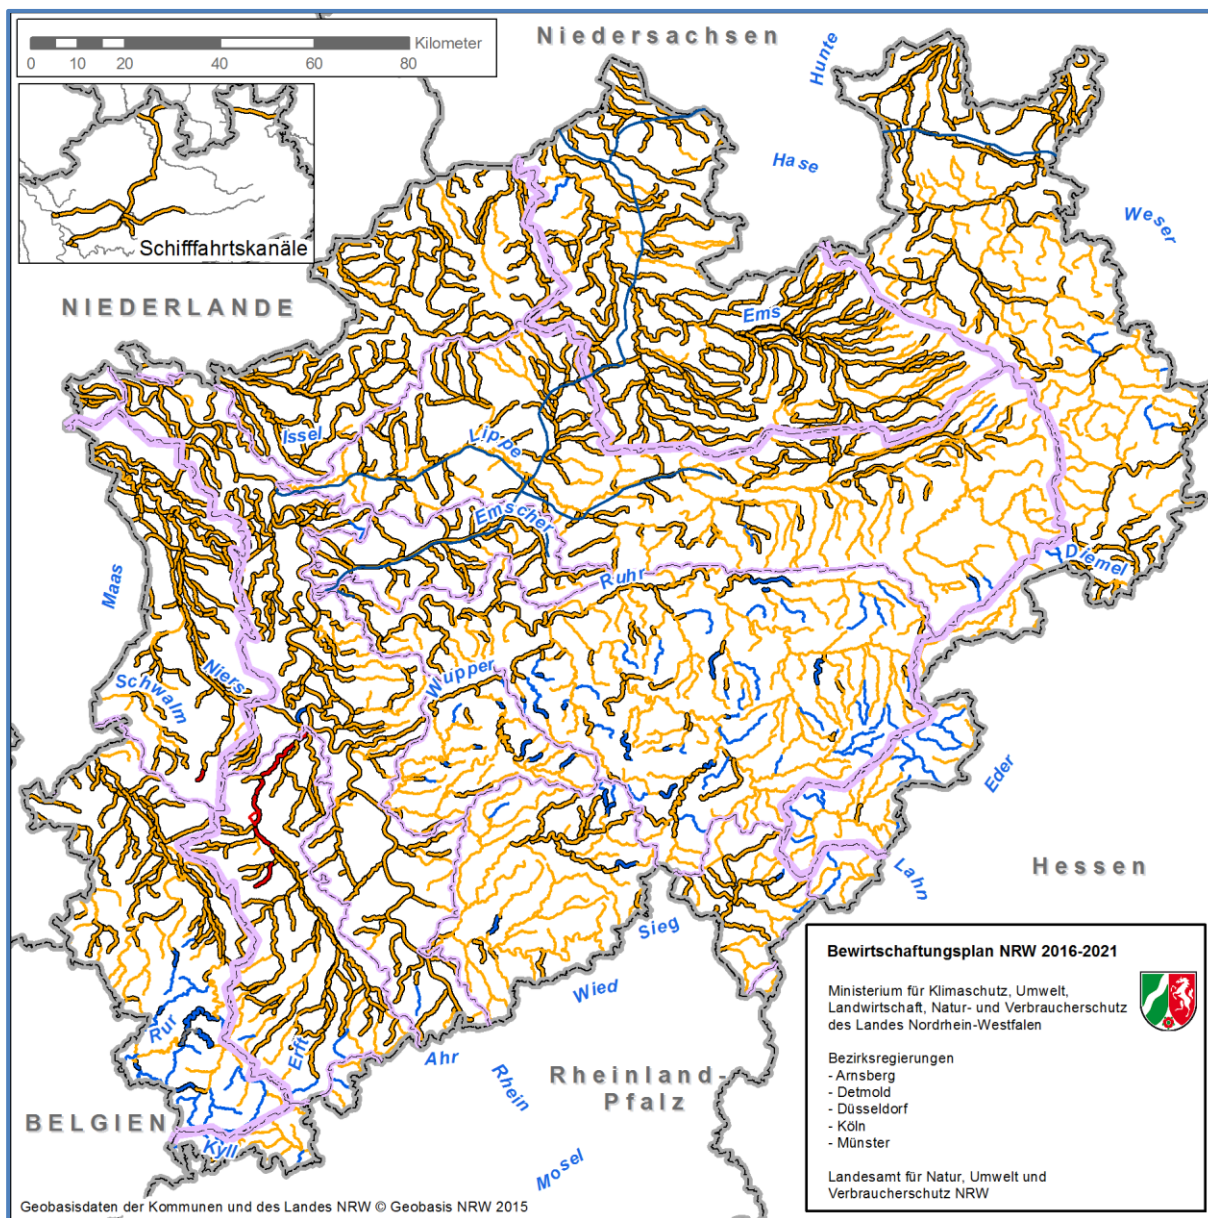 Kilometer
0 10 20 40 60 80
Schifffahrtskanäle
Niedersachsen
Hunte
Hase
Weser
NIEDERLANDE
Ems
Issel
Lippe
Emscher
Diemel
Maas
Ruhr
Wupper
Niers
Schwalm
Eder
Lahn
Hessen
Sieg
Wied
Rur
Erft
Ahr
Rhein
Rheinland-
Pfalz
BELGIEN
Kyll
Mosel
Bewirtschaftungsplan NRW 2016-2021
Ministerium für Klimaschutz, Umwelt,
Landwirtschaft, Natur- und Verbraucherschutz
des Landes Nordrhein-Westfalen
Bezirksregierungen
- Arnsberg
- Detmold
- Düsseldorf
- Köln
- Münster
Landesamt für Natur, Umwelt und
Verbraucherschutz NRW
Geobasisdaten der Kommunen und des Landes NRW © Geobasis NRW 2015